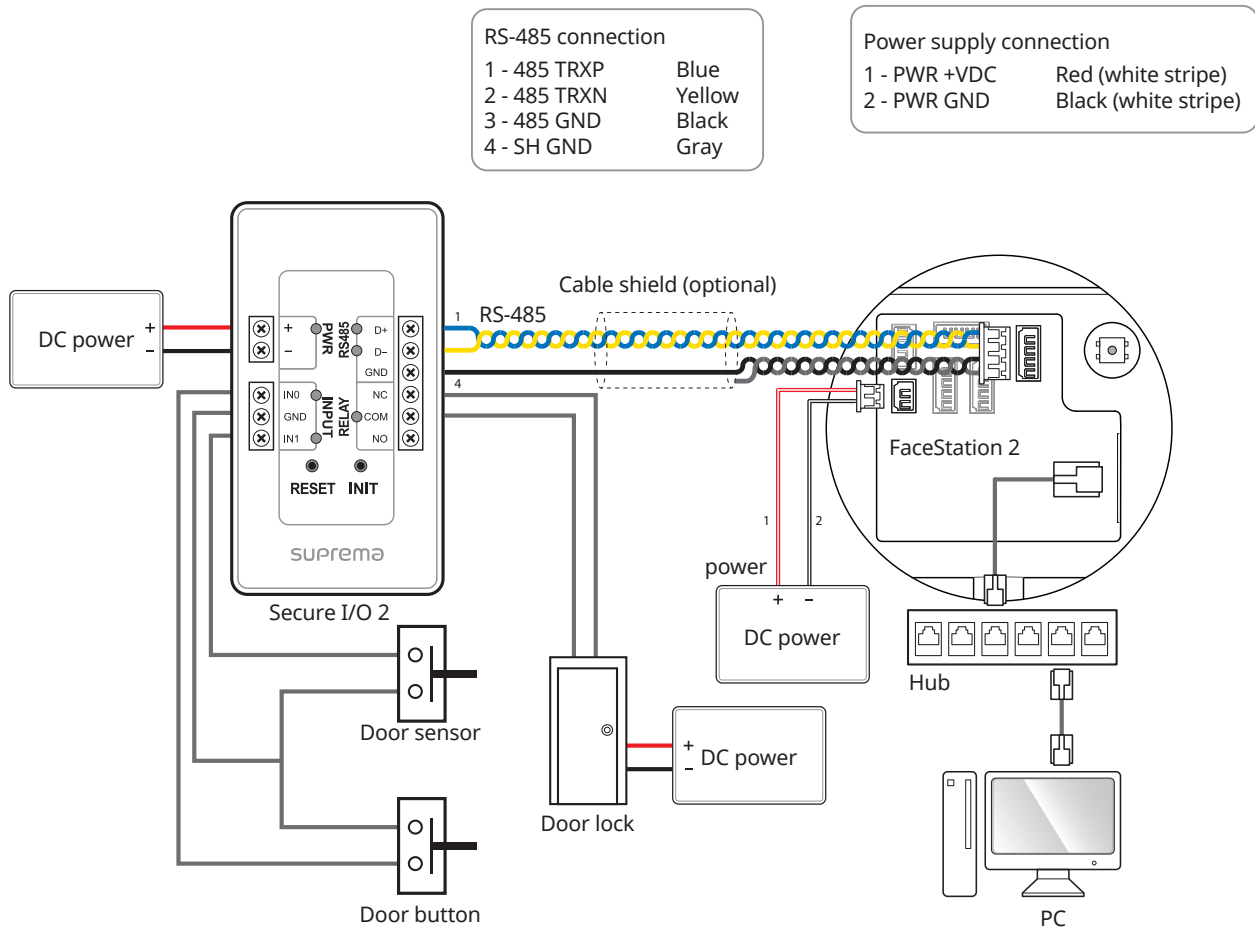 RS-485 connection
1 - 485 TRXP Blue
2 - 485 TRXN Yellow
3 - 485 GND Black
4 - SH GND Gray
Power supply connection
1 - PWR +VDC Red (white stripe)
2 - PWR GND Black (white stripe)
DC power
+
−
+
−
PWR
RS485
D+
D−
GND
IN0
GND
IN1
INPUT
RELAY
NC
COM
NO
RESET INIT
suprema
Secure I/O 2
1
4
RS-485
Cable shield (optional)
FaceStation 2
1
2
power
+ −
DC power
Hub
Door sensor
Door button
Door lock
+
−
DC power
PC